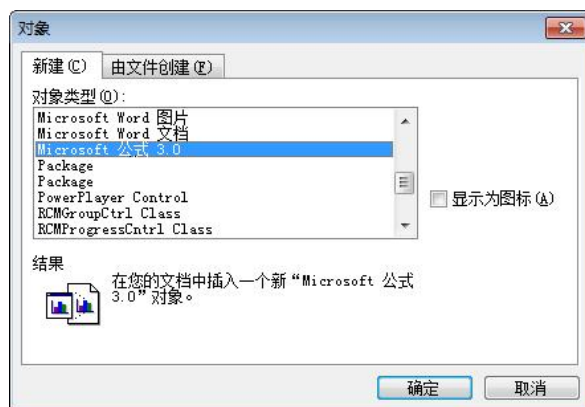 对象
新建(C) 由文件创建(F)
对象类型(O):
Microsoft Word 图片
Microsoft Word 文档
Microsoft 公式 3.0
Package
Package
PowerPlayer Control
RCMGroupCtrl Class
RCMProgressCntrl Class
显示为图标(A)
结果
在您的文档中插入一个新“Microsoft 公式
3.0”对象。
确定 取消